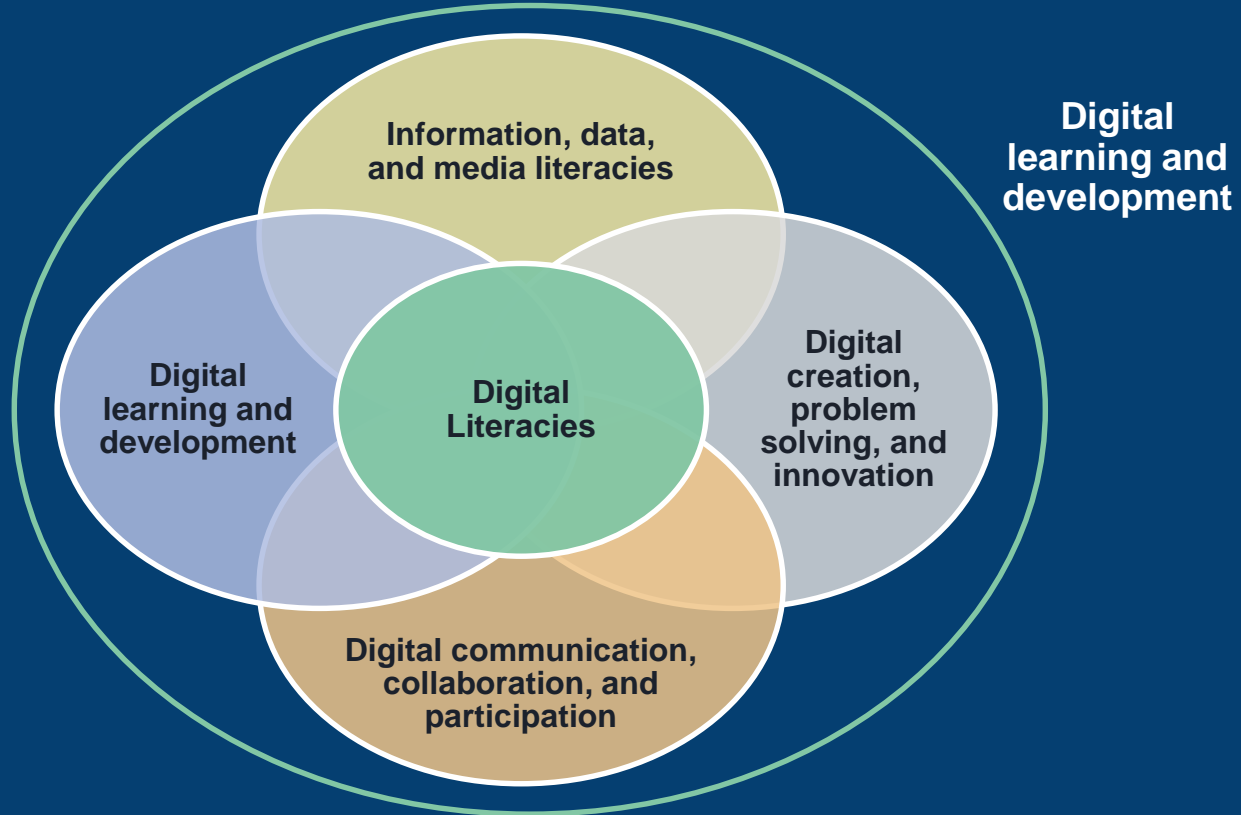 Information, data,
and media literacies
Digital
learning and
development
Digital
learning and
development
Digital
Literacies
Digital
creation,
problem
solving, and
innovation
Digital communication,
collaboration, and
participation